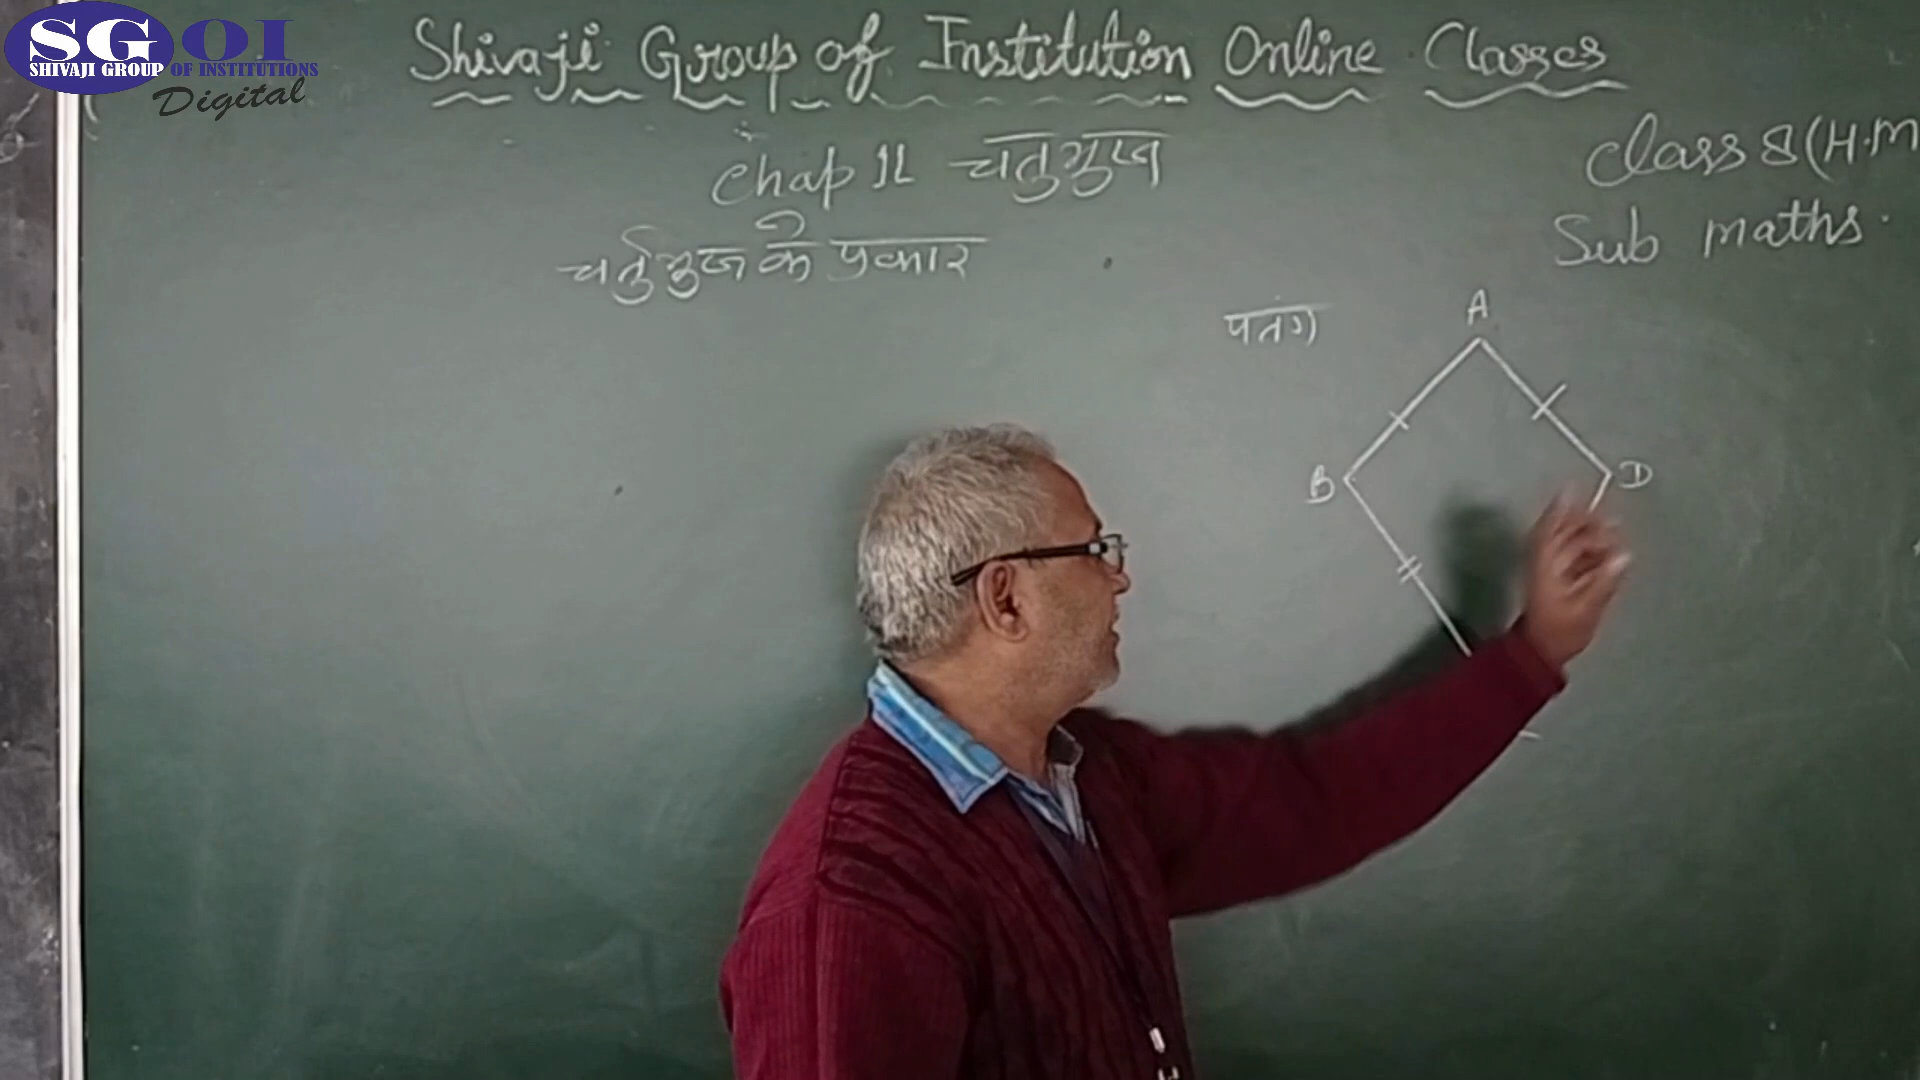 SGOI
SHIVAJI GROUP OF INSTITUTIONS
Digital
Shivaji Group of Institution Online Classes
Chap 11 चतुभुज
Class 8 (H.M
Sub maths.
चर्तुभुज के प्रकार
पतंग
A
B
D